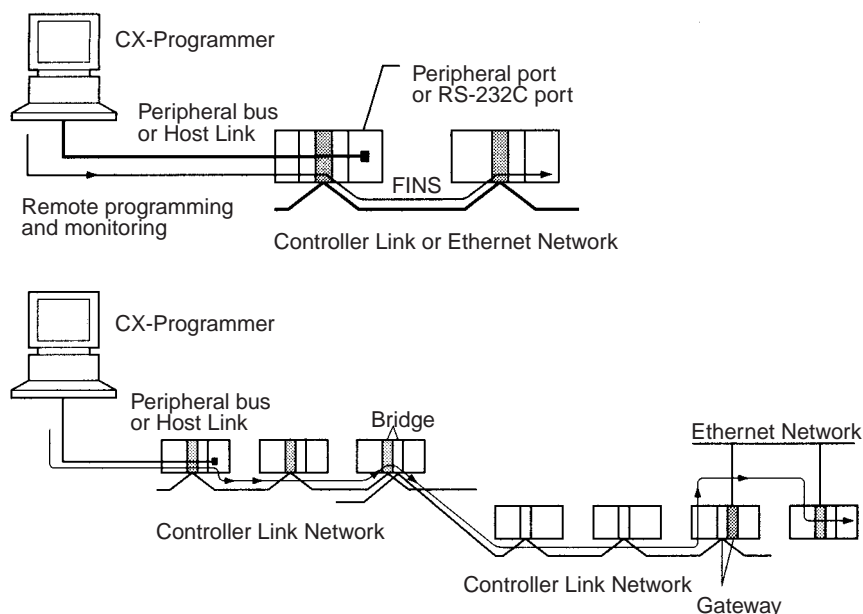 CX-Programmer
Peripheral port
or RS-232C port
Peripheral bus
or Host Link
FINS
Remote programming
and monitoring
Controller Link or Ethernet Network
CX-Programmer
Peripheral bus
or Host Link
Bridge
Ethernet Network
Controller Link Network
Controller Link Network
Gateway